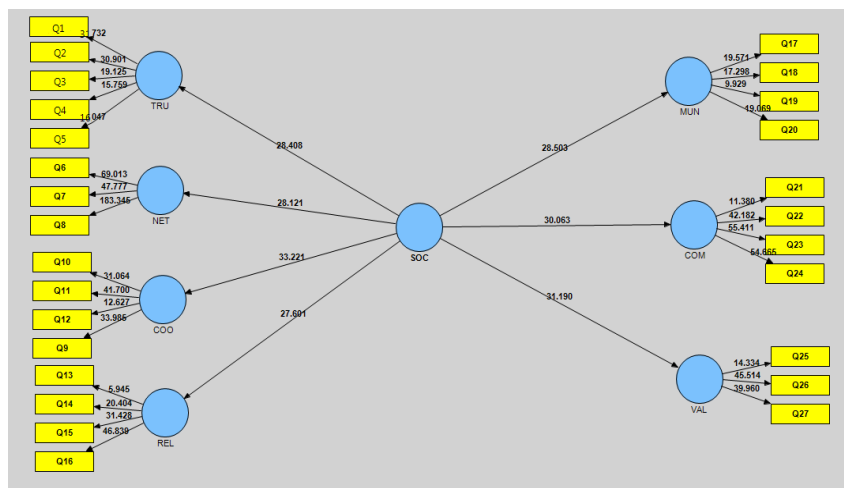 Q1
31.732
Q2
30.901
Q3
19.125
Q4
15.759
Q5
TRU
Q6
69.013
Q7
47.777
Q8
183.345
NET
Q10
31.064
Q11
41.700
Q12
12.627
Q9
33.985
COO
Q13
5.945
Q14
20.404
Q15
31.428
Q16
46.839
REL
28.408
28.121
33.221
27.601
SOC
28.503
30.063
31.190
19.571
Q17
17.298
Q18
9.929
Q19
19.069
Q20
MUN
11.380
Q21
42.182
Q22
55.411
Q23
54.665
Q24
COM
14.334
Q25
45.514
Q26
39.960
Q27
VAL